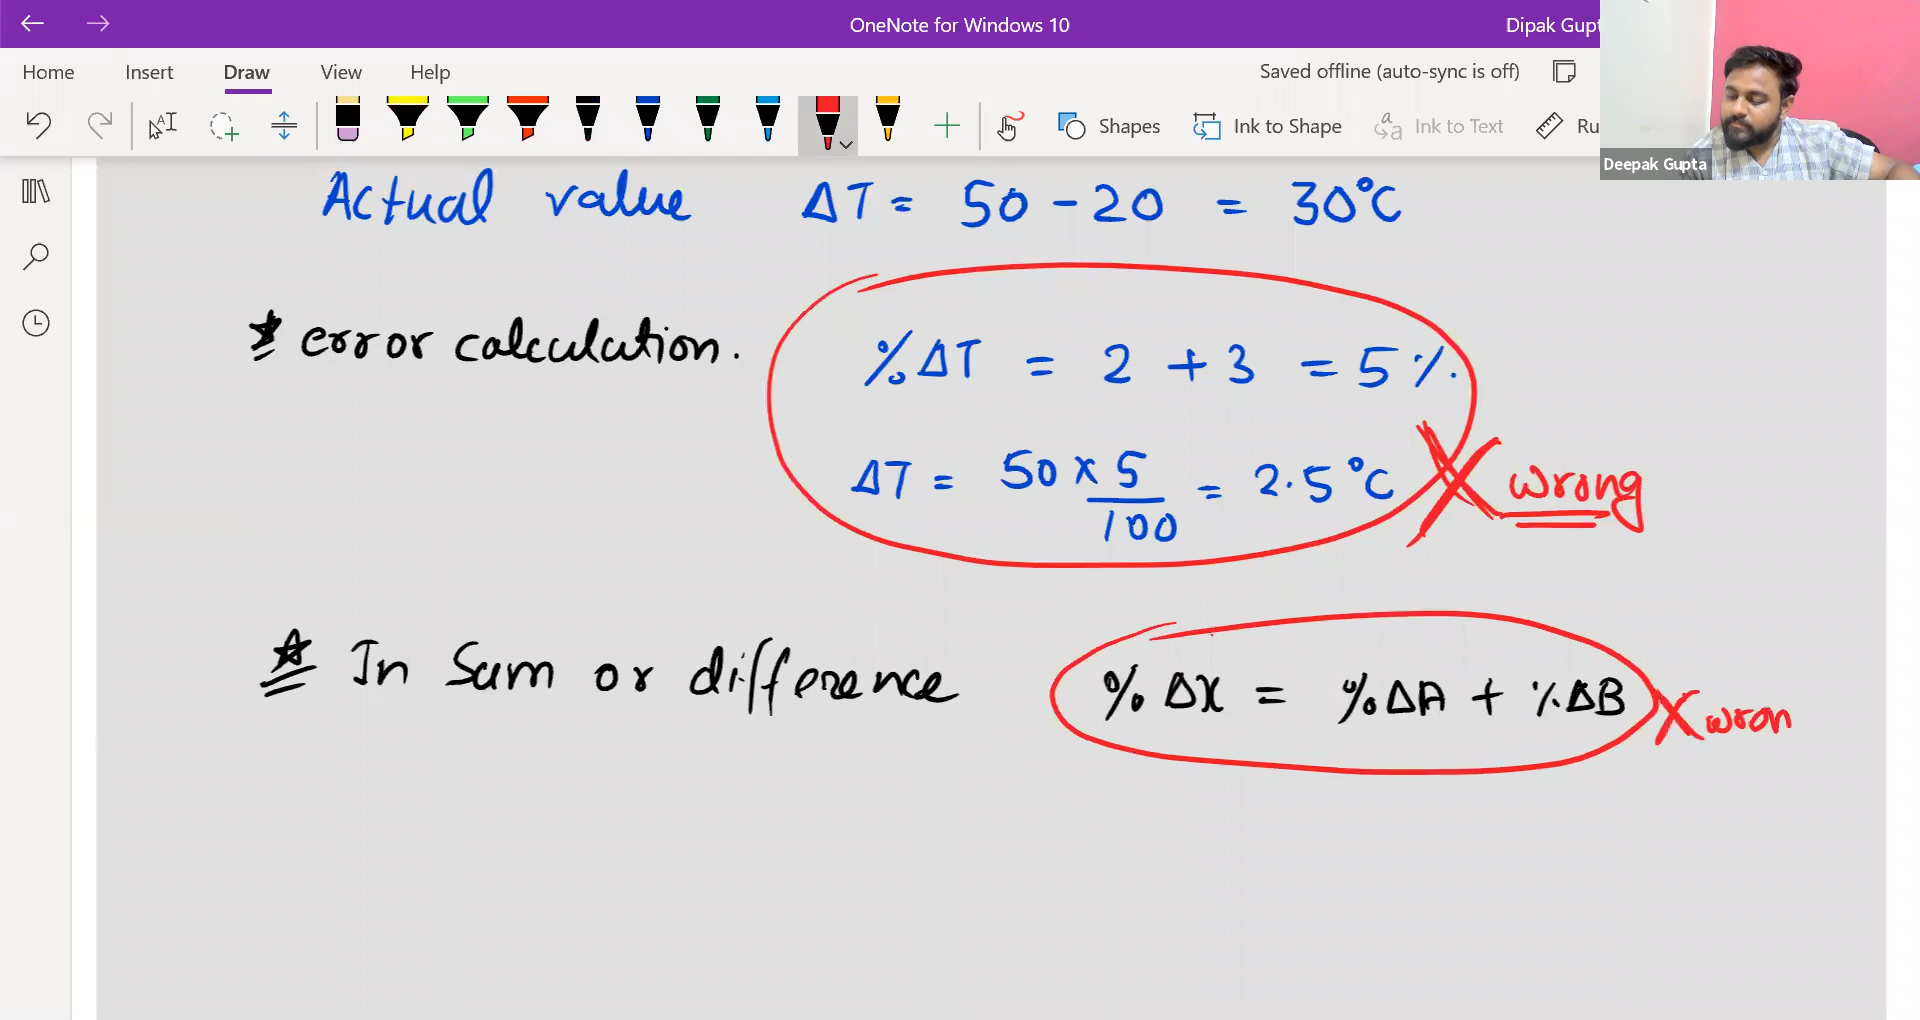 OneNote for Windows 10
Dipak Gupt
Home Insert Draw View Help
Saved offline (auto-sync is off)
Shapes Ink to Shape Ink to Text Ru
Deepak Gupta
Actual value ΔT = 50 - 20 = 30°C
* error calculation. % ΔT = 2 + 3 = 5 %.
ΔT = 50 x 5/100 = 2.5°C X wrong
* In Sum or difference % ΔX = % ΔA + % ΔB X wron